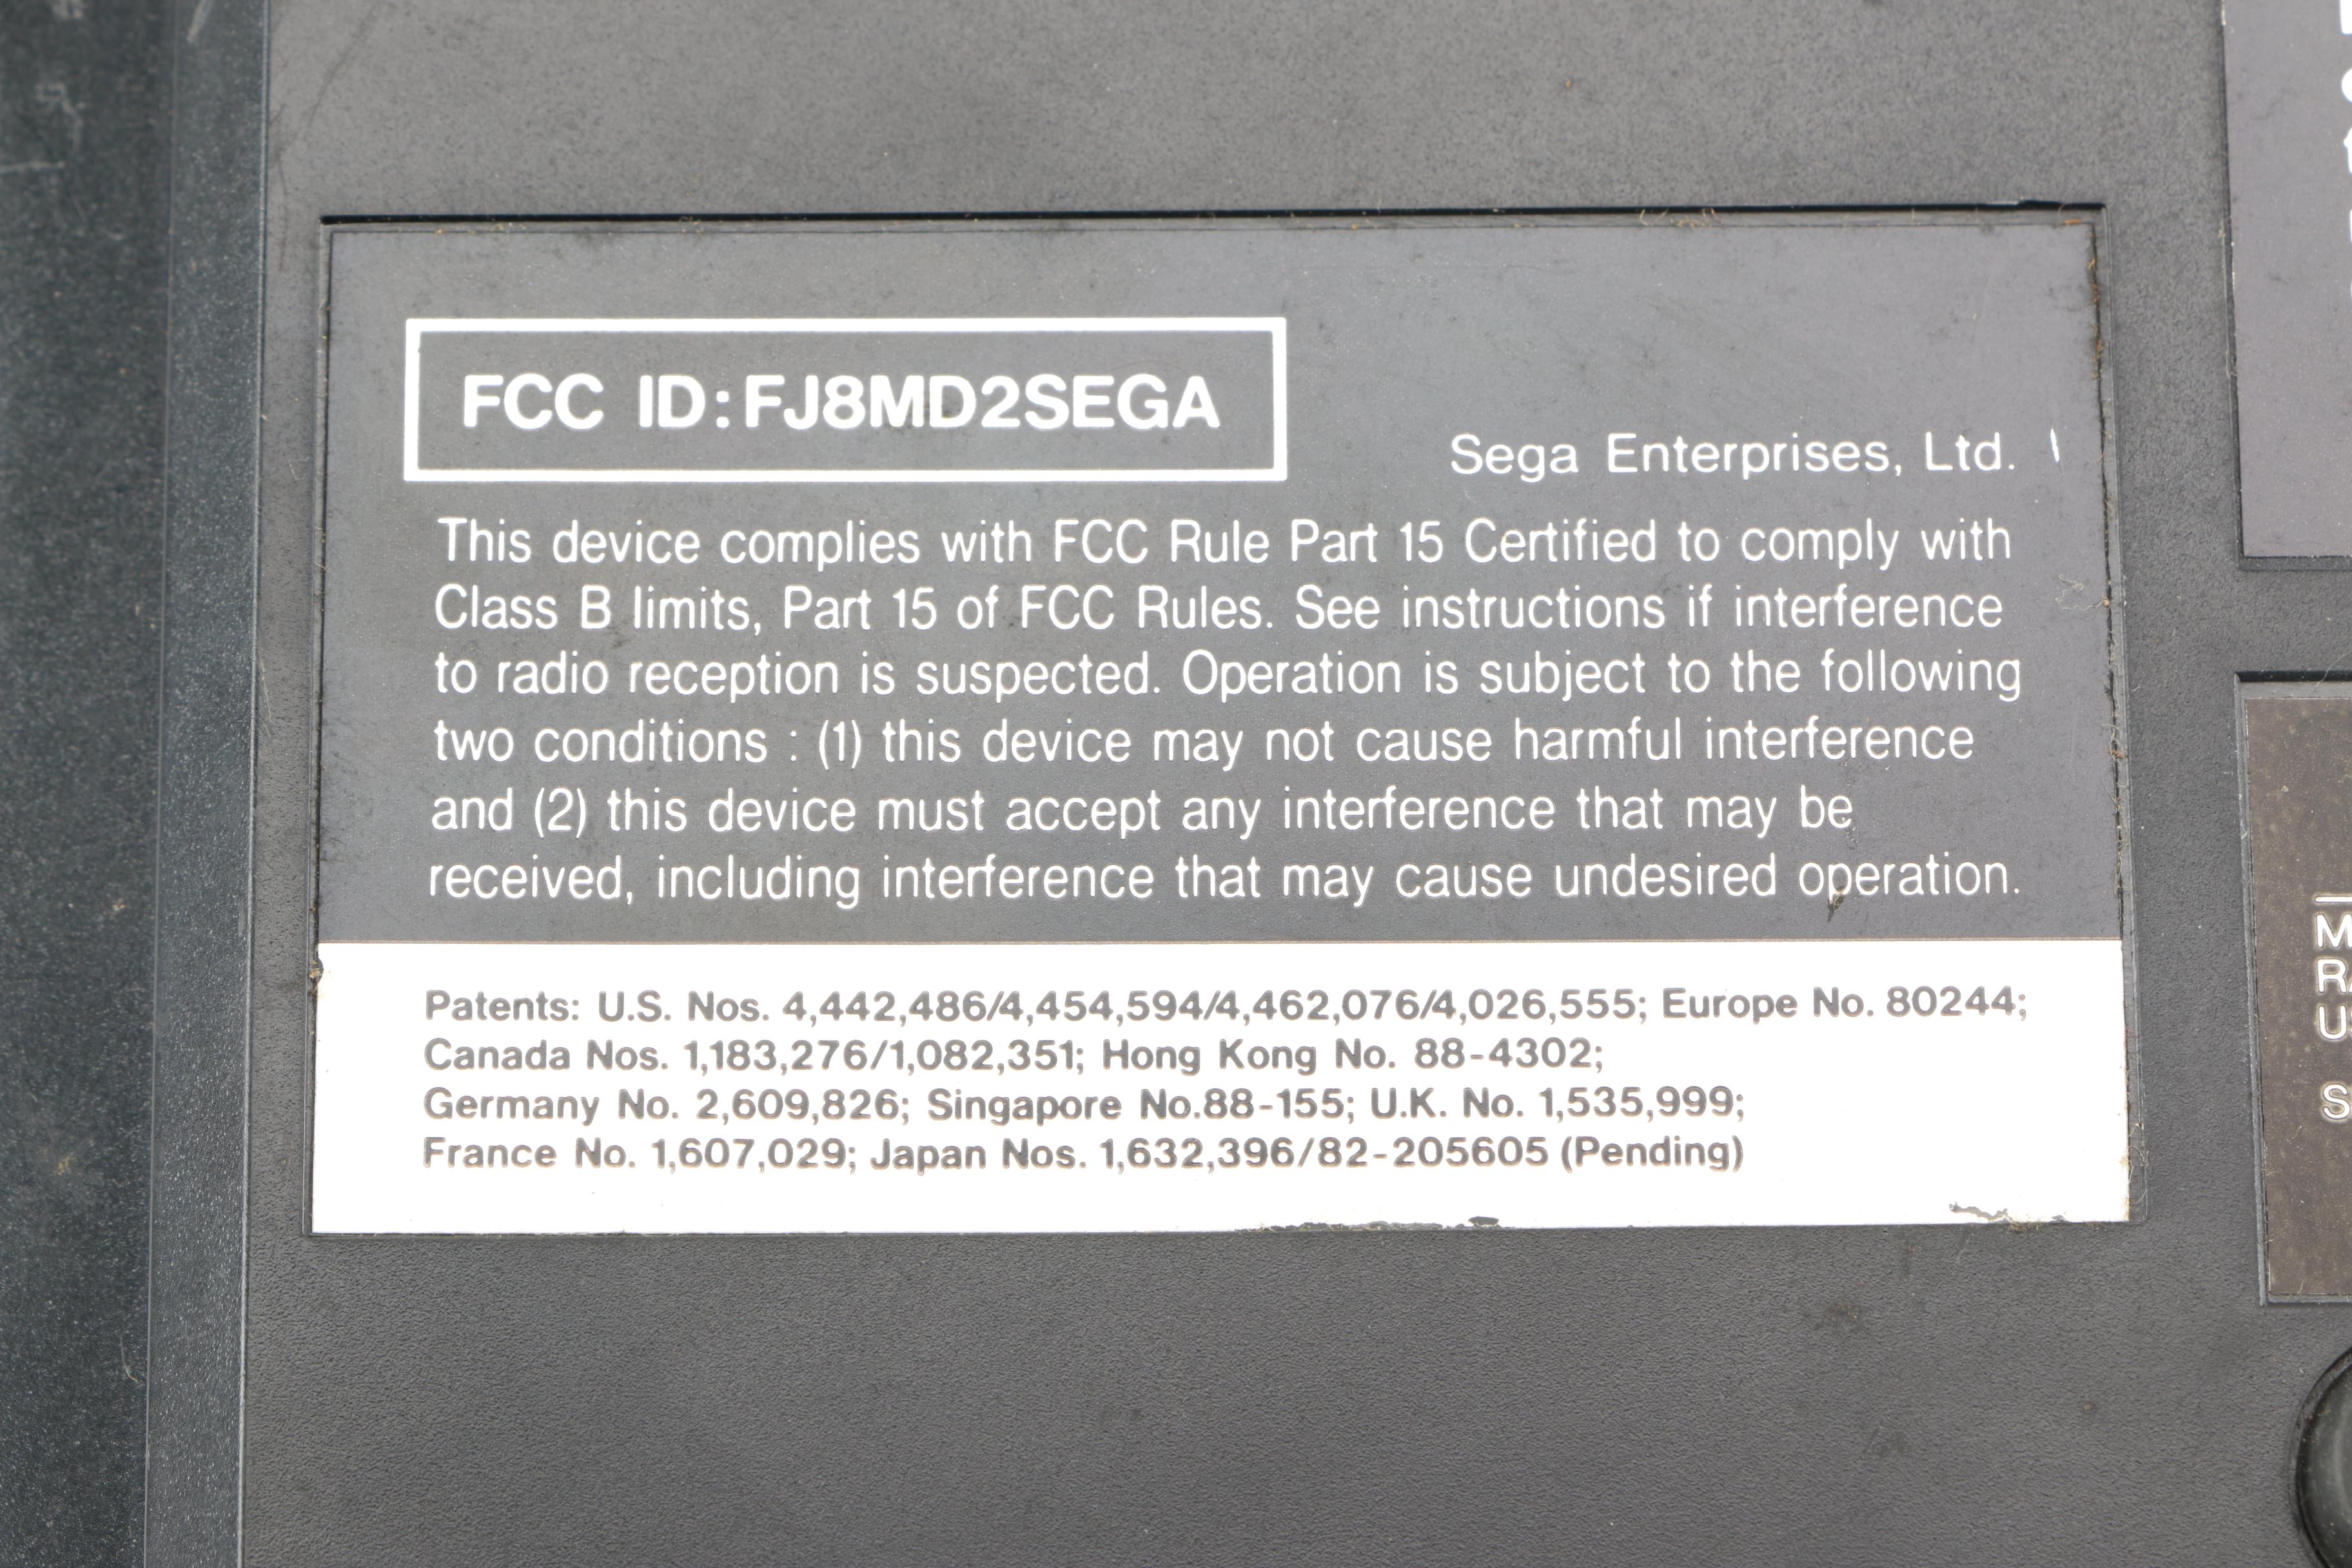 FCC ID:FJ8MD2SEGA
Sega Enterprises, Ltd.
This device complies with FCC Rule Part 15 Certified to comply with
Class B limits, Part 15 of FCC Rules. See instructions if interference
to radio reception is suspected. Operation is subject to the following
two conditions : (1) this device may not cause harmful interference
and (2) this device must accept any interference that may be
received, including interference that may cause undesired operation.
Patents: U.S. Nos. 4,442,486/4,454,594/4,462,076/4,026,555; Europe No. 80244;
Canada Nos. 1,183,276/1,082,351; Hong Kong No. 88-4302;
Germany No. 2,609,826; Singapore No.88-155; U.K. No. 1,535,999;
France No. 1,607,029; Japan Nos. 1,632,396/82-205605 (Pending)